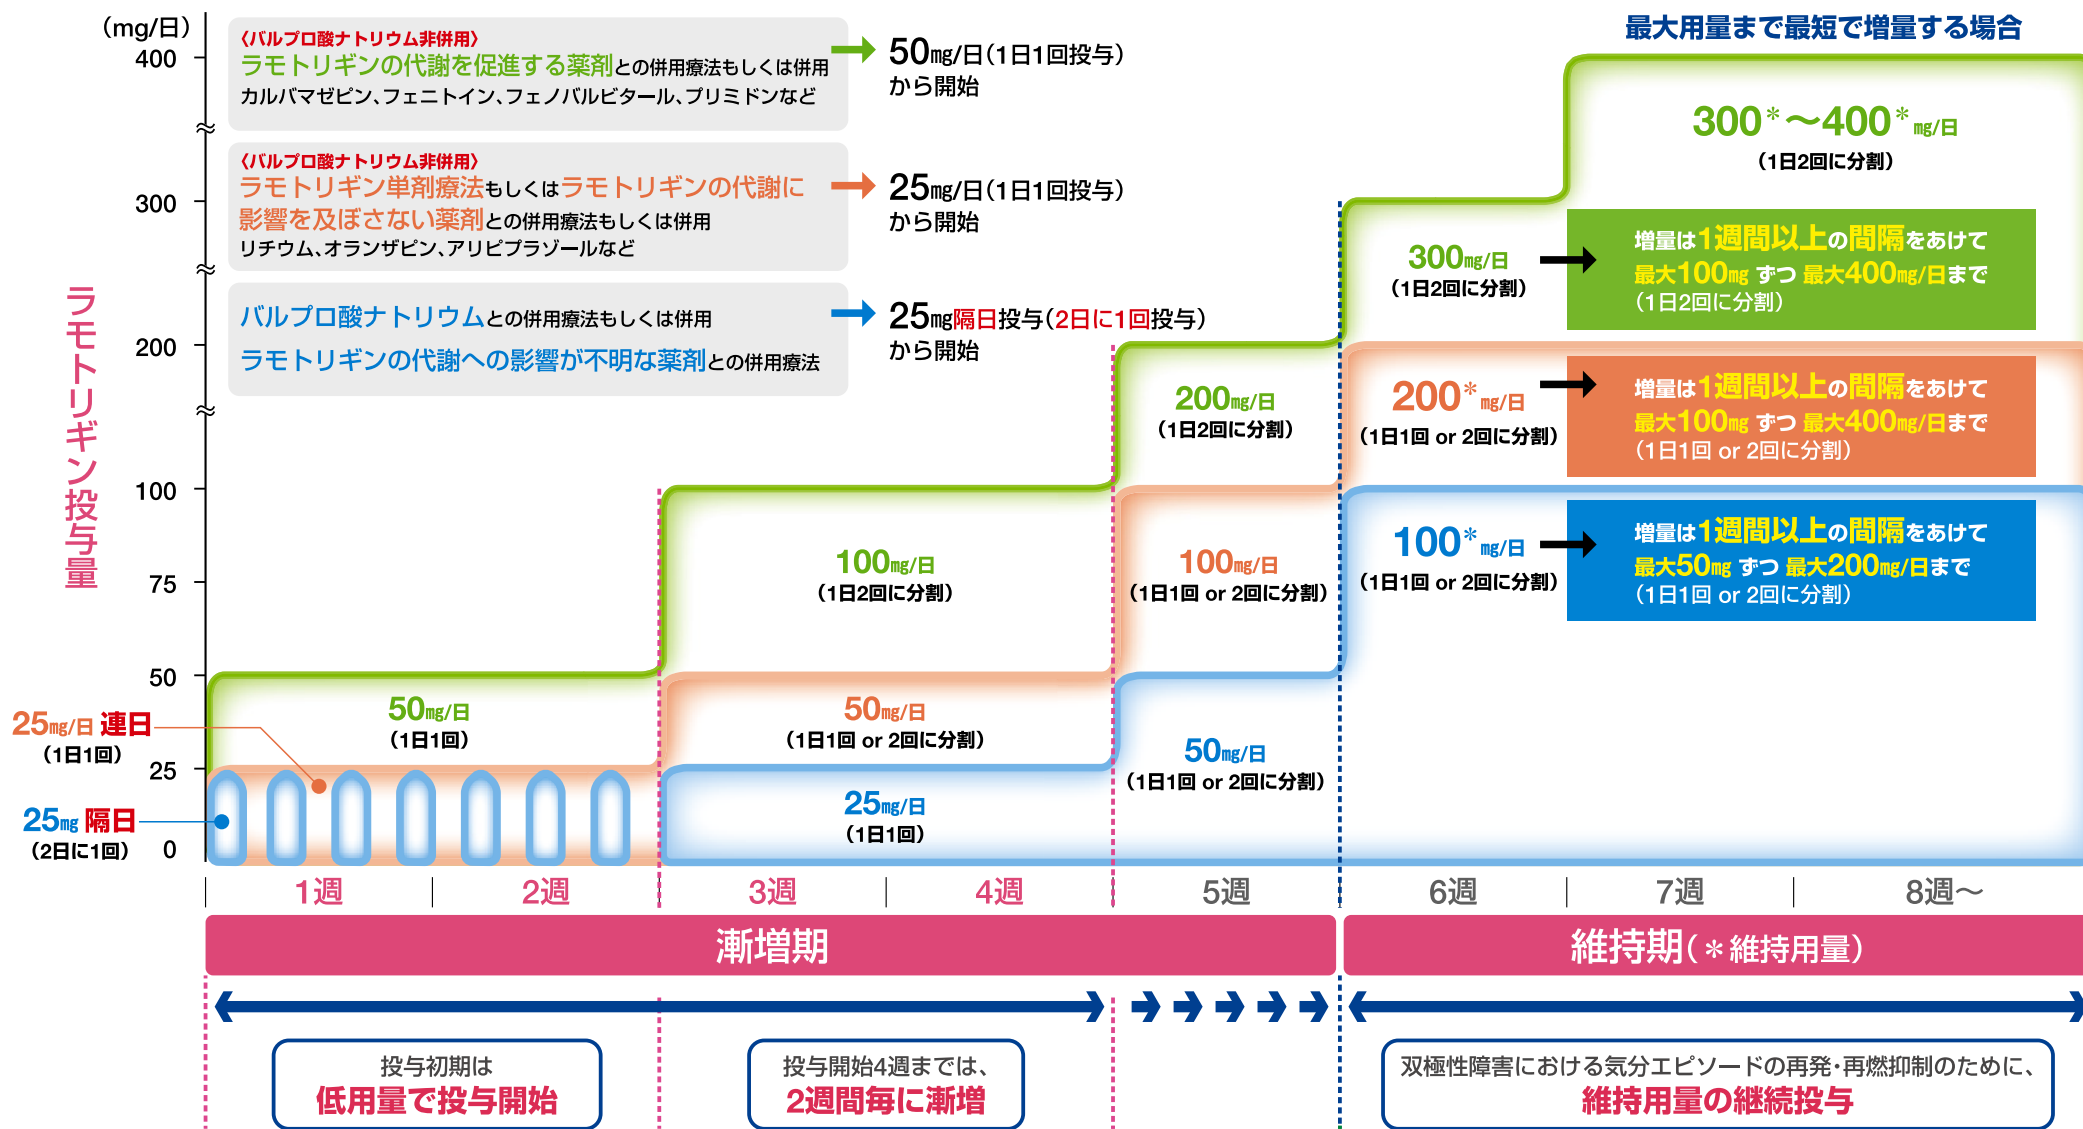 (mg/日)
400
300
200
100
75
50
25
0
ラモトリギン投与量
〈バルプロ酸ナトリウム非併用〉
ラモトリギンの代謝を促進する薬剤との併用療法もしくは併用
カルバマゼピン、フェニトイン、フェノバルビタール、プリミドンなど
50mg/日(1日1回投与)
から開始
〈バルプロ酸ナトリウム非併用〉
ラモトリギン単剤療法もしくはラモトリギンの代謝に
影響を及ぼさない薬剤との併用療法もしくは併用
リチウム、オランザピン、アリピプラゾールなど
25mg/日(1日1回投与)
から開始
バルプロ酸ナトリウムとの併用療法もしくは併用
ラモトリギンの代謝への影響が不明な薬剤との併用療法
25mg隔日投与(2日に1回投与)
から開始
最大用量まで最短で増量する場合
300*〜400*mg/日
(1日2回に分割)
300mg/日
(1日2回に分割)
増量は1週間以上の間隔をあけて
最大100mg ずつ 最大400mg/日まで
(1日2回に分割)
200mg/日
(1日2回に分割)
200*mg/日
(1日1回 or 2回に分割)
増量は1週間以上の間隔をあけて
最大100mg ずつ 最大400mg/日まで
(1日1回 or 2回に分割)
100mg/日
(1日2回に分割)
100mg/日
(1日1回 or 2回に分割)
100*mg/日
(1日1回 or 2回に分割)
増量は1週間以上の間隔をあけて
最大50mg ずつ 最大200mg/日まで
(1日1回 or 2回に分割)
50mg/日
(1日1回)
50mg/日
(1日1回 or 2回に分割)
50mg/日
(1日1回 or 2回に分割)
25mg/日 連日
(1日1回)
25mg 隔日
(2日に1回)
25mg/日
(1日1回)
1週
2週
3週
4週
5週
6週
7週
8週〜
漸増期
維持期(*維持用量)
投与初期は
低用量で投与開始
投与開始4週までは、
2週間毎に漸増
双極性障害における気分エピソードの再発・再燃抑制のために、
維持用量の継続投与